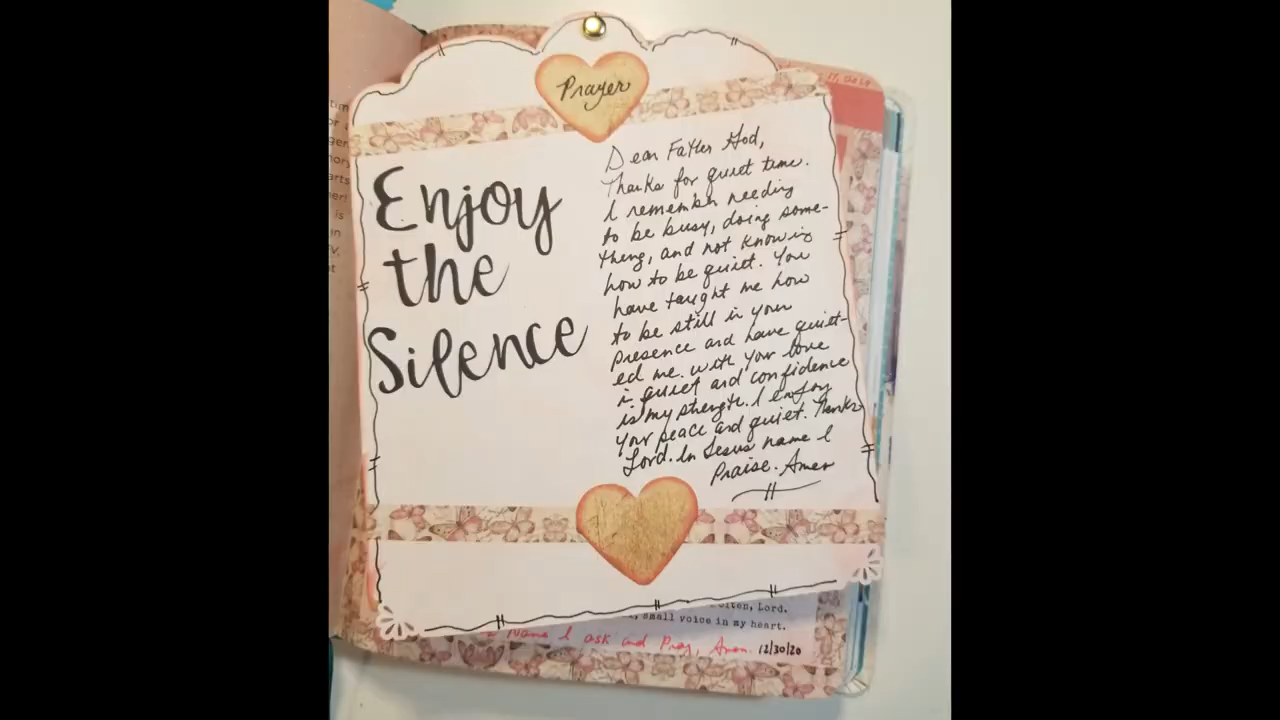 Prayer
Enjoy
the
Silence
Dear Father God,
Thanks for quiet time.
I remember needing
to be busy, doing some-
thing, and not knowing
how to be quiet. You
have taught me how
to be still in your
presence and have quiet-
ed me with your love
in quiet and confidence
is my strength. I enjoy
your peace and quiet. Thanks
Lord. In Jesus name I
Praise. Amen
often, Lord.
small voice in my heart.
Name I ask and Pray, Amen. 12/30/20